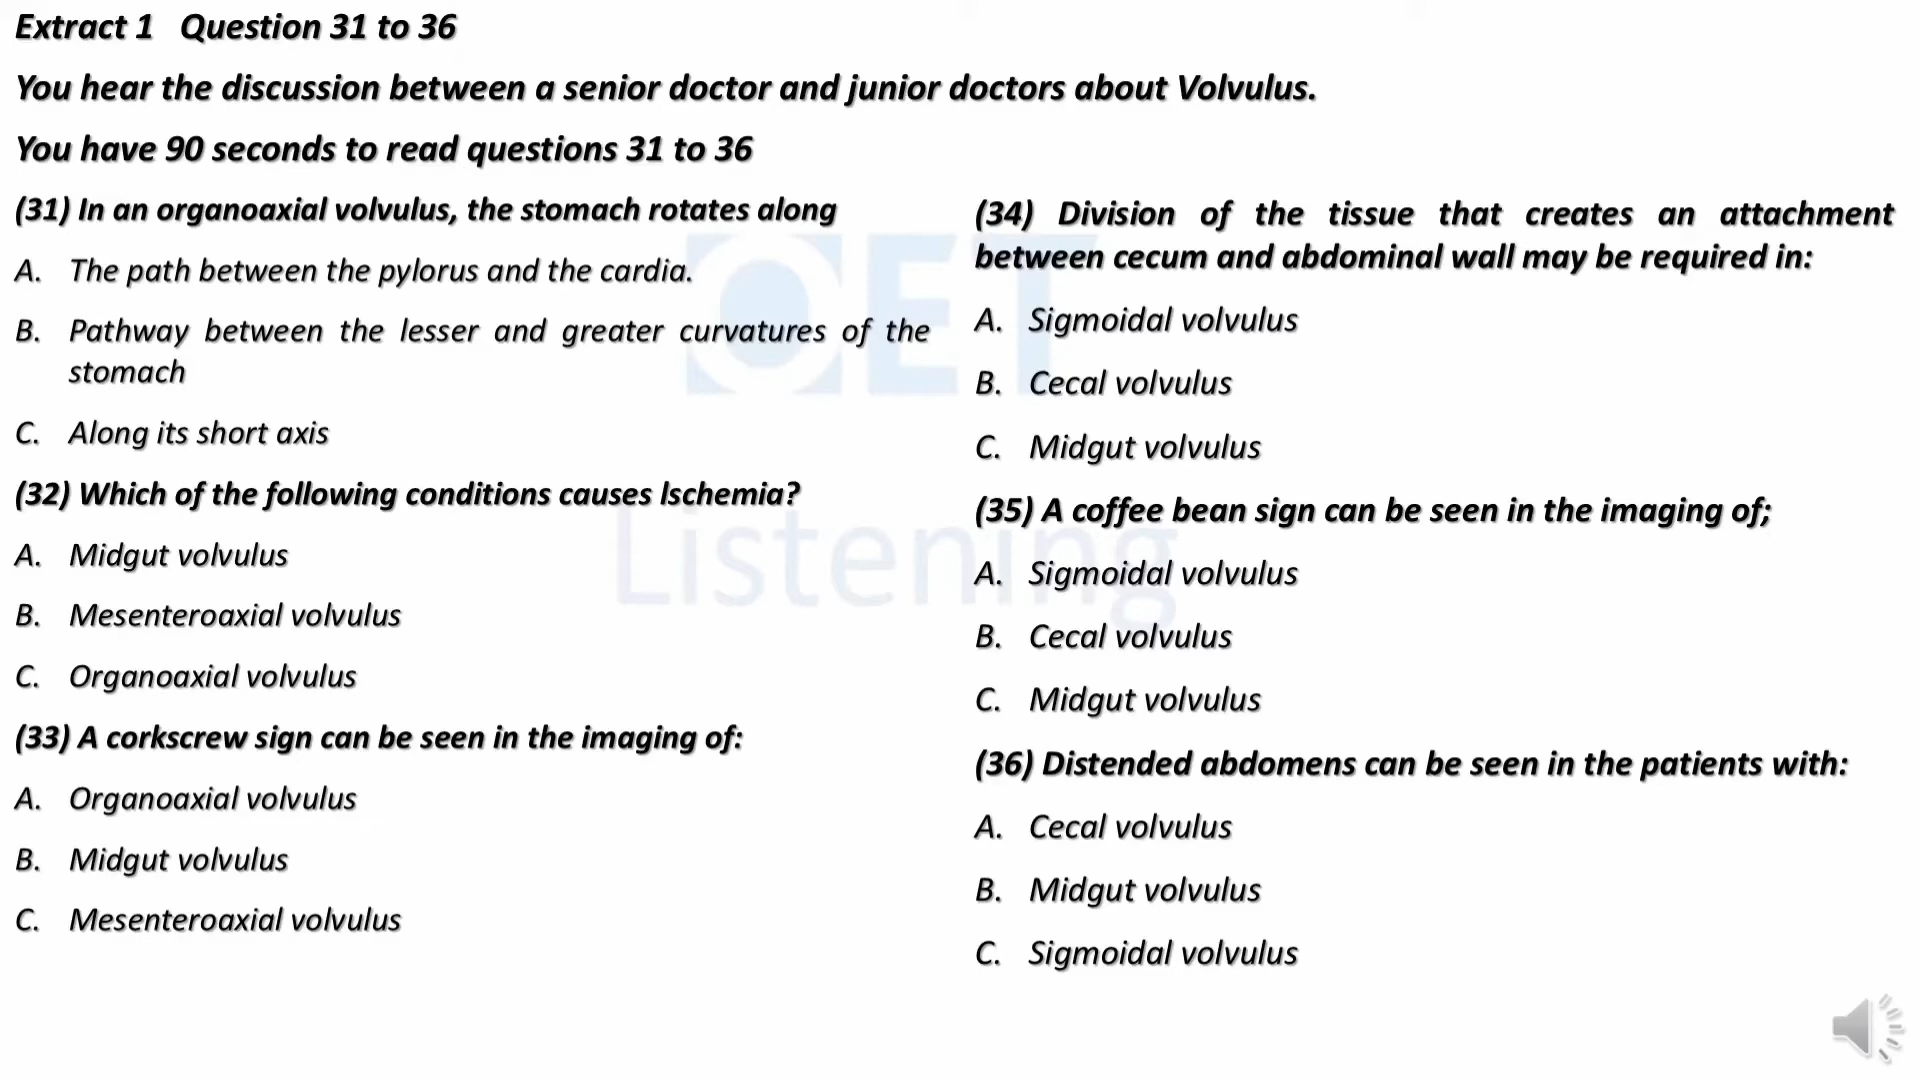 Extract 1 Question 31 to 36
You hear the discussion between a senior doctor and junior doctors about Volvulus.
You have 90 seconds to read questions 31 to 36
(31) In an organoaxial volvulus, the stomach rotates along
A. The path between the pylorus and the cardia.
B. Pathway between the lesser and greater curvatures of the
stomach
C. Along its short axis
(32) Which of the following conditions causes Ischemia?
A. Midgut volvulus
B. Mesenteroaxial volvulus
C. Organoaxial volvulus
(33) A corkscrew sign can be seen in the imaging of:
A. Organoaxial volvulus
B. Midgut volvulus
C. Mesenteroaxial volvulus
(34) Division of the tissue that creates an attachment
between cecum and abdominal wall may be required in:
A. Sigmoidal volvulus
B. Cecal volvulus
C. Midgut volvulus
(35) A coffee bean sign can be seen in the imaging of;
A. Sigmoidal volvulus
B. Cecal volvulus
C. Midgut volvulus
(36) Distended abdomens can be seen in the patients with:
A. Cecal volvulus
B. Midgut volvulus
C. Sigmoidal volvulus
OET
Listening